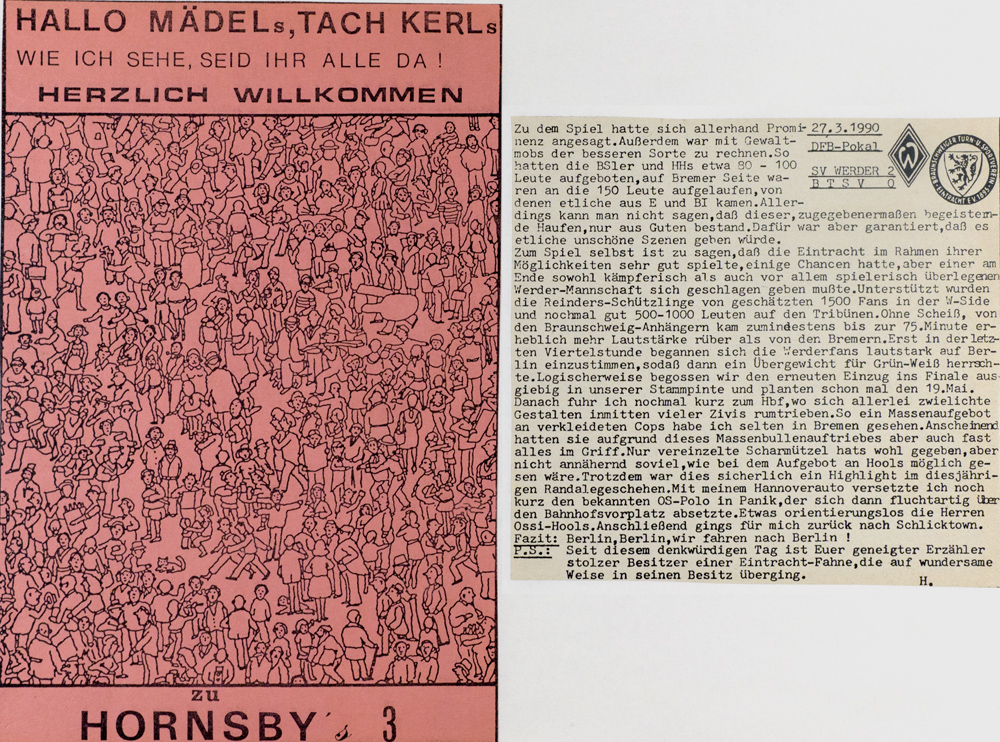 HALLO MÄDELs, TACH KERLs
WIE ICH SEHE, SEID IHR ALLE DA !
HERZLICH WILLKOMMEN
zu
HORNSBY´s 3
Zu dem Spiel hatte sich allerhand Promi-
nenz angesagt.Außerdem war mit Gewalt-
mobs der besseren Sorte zu rechnen.So
hatten die BSler und HHs etwa 80 - 100
Leute aufgeboten,auf Bremer Seite wa-
ren an die 150 Leute aufgelaufen,von
denen etliche aus E und BI kamen.Aller-
dings kann man nicht sagen,daß dieser,zugegebenermaßen begeistern-
de Haufen,nur aus Guten bestand.Dafür war aber garantiert,daß es
etliche unschöne Szenen geben würde.
Zum Spiel selbst ist zu sagen,daß die Eintracht im Rahmen ihrer
Möglichkeiten sehr gut spielte,einige Chancen hatte,aber einer am
Ende sowohl kämpferisch als auch vor allem spielerisch überlegenen
Werder-Mannschaft sich geschlagen geben mußte.Unterstützt wurden
die Reinders-Schützlinge von geschätzten 1500 Fans in der W-Side
und nochmal gut 500-1000 Leuten auf den Tribünen.Ohne Scheiß, von
den Braunschweig-Anhängern kam zumindestens bis zur 75.Minute er-
heblich mehr Lautstärke rüber als von den Bremern.Erst in der letz-
ten Viertelstunde begannen sich die Werderfans lautstark auf Ber-
lin einzustimmen,sodaß dann ein Übergewicht für Grün-Weiß herrsch-
te.Logischerweise begossen wir den erneuten Einzug ins Finale aus-
giebig in unserer Stammpinte und planten schon mal den 19.Mai.
Danach fuhr ich nochmal kurz zum Hbf,wo sich allerlei zwielichte
Gestalten inmitten vieler Zivis rumtrieben.So ein Massenaufgebot
an verkleideten Cops habe ich selten in Bremen gesehen.Anscheinend
hatten sie aufgrund dieses Massenbullenauftriebes aber auch fast
alles im Griff.Nur vereinzelte Scharmützel hats wohl gegeben,aber
nicht annähernd soviel,wie bei dem Aufgebot an Hools möglich ge-
sen wäre.Trotzdem war dies sicherlich ein Highlight im diesjähri-
gen Randalegeschehen.Mit meinem Hannoverauto versetzte ich noch
kurz den bekannten OS-Polo in Panik,der sich dann fluchtartig über
den Bahnhofsvorplatz absetzte.Etwas orientierungslos die Herren
Ossi-Hools.Anschließend gings für mich zurück nach Schlicktown.
Fazit: Berlin,Berlin,wir fahren nach Berlin !
P.S.: Seit diesem denkwürdigen Tag ist Euer geneigter Erzähler
stolzer Besitzer einer Eintracht-Fahne,die auf wundersame
Weise in seinen Besitz überging.
H.
27.3.1990
DFB-Pokal
SV WERDER 2
BTSV 0
W
BRAUNSCHWEIGER TURN-U. SPORTVEREIN
EINTRACHT E.V. 1895